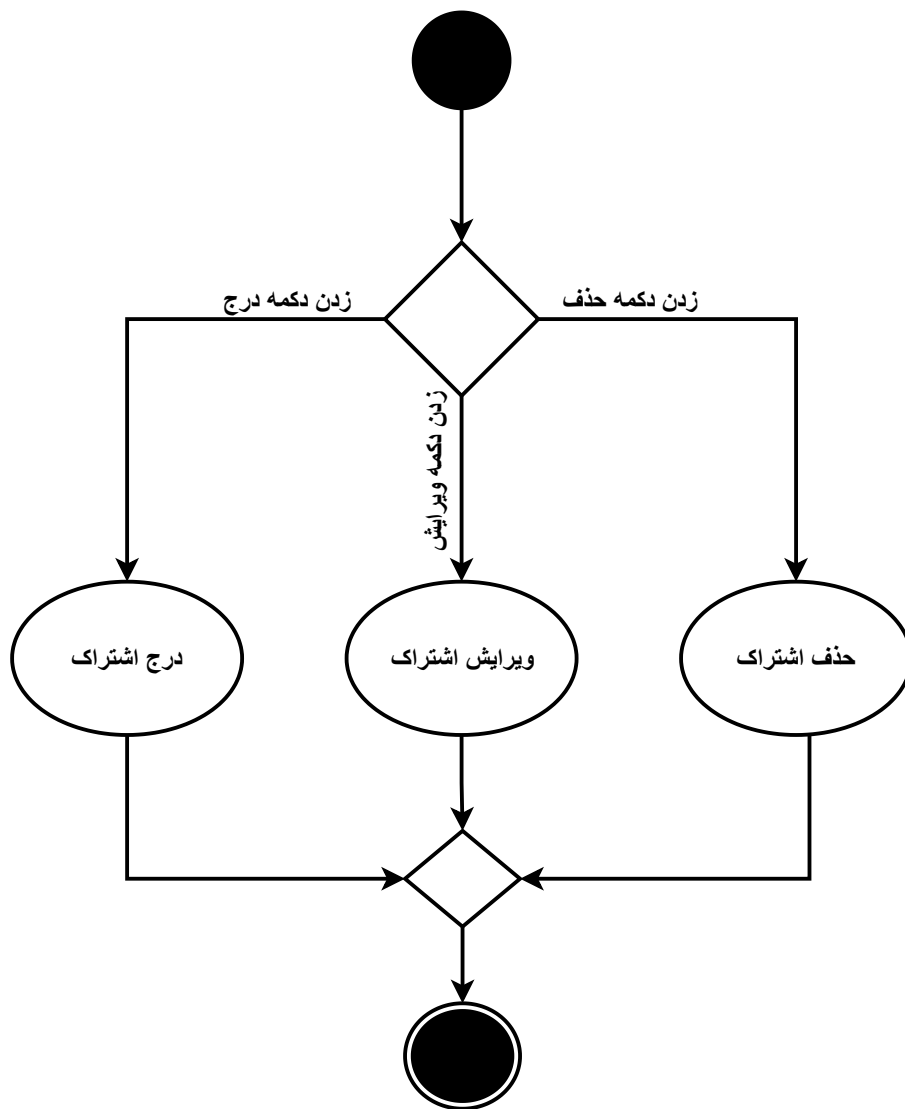 زدن دکمه حذف
زدن دکمه درج
زدن دکمه ویرایش
حذف اشتراک
ویرایش اشتراک
درج اشتراک